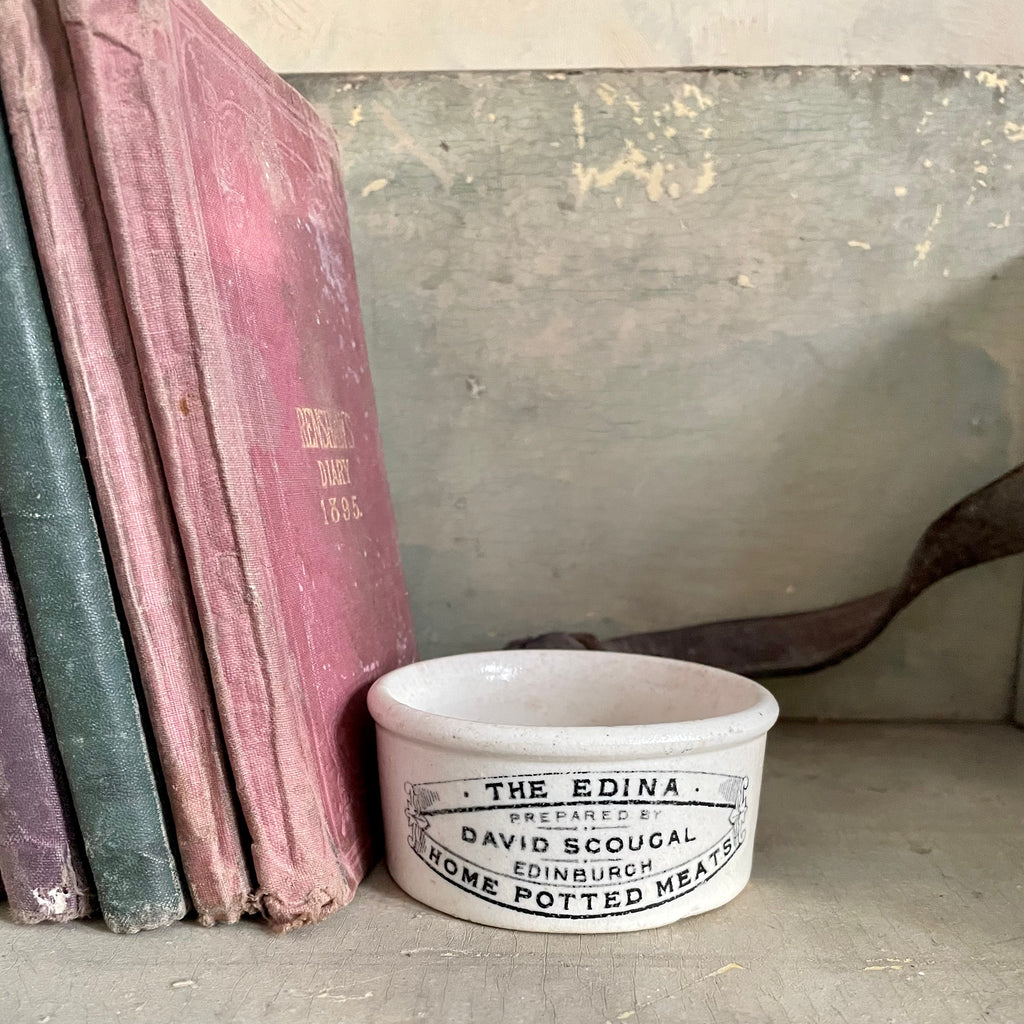 RENSHAW'S
DIARY
1895.
· THE EDINA ·
PREPARED BY
DAVID SCOUGAL
EDINBURGH
HOME POTTED MEATS